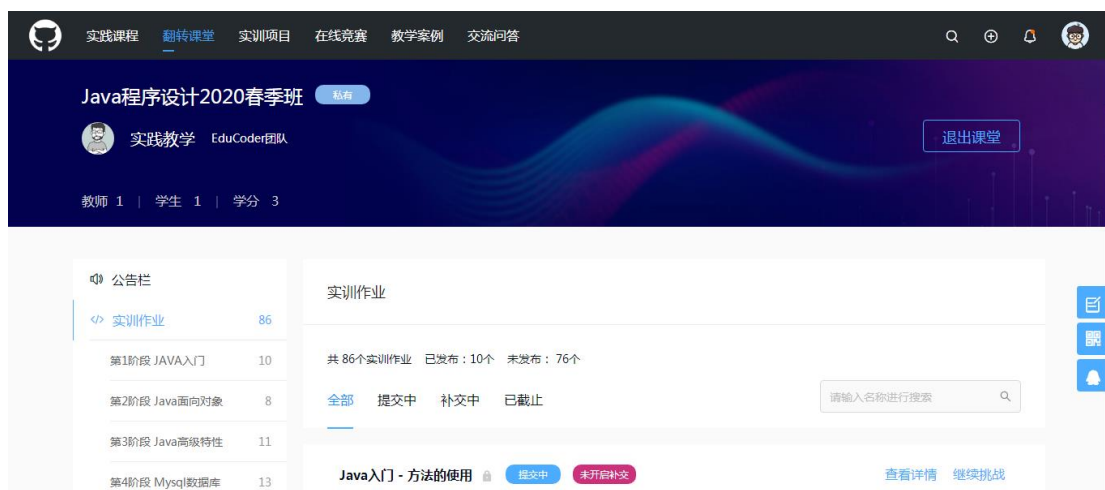 实践课程 翻转课堂 实训项目 在线竞赛 教学案例 交流问答
Java程序设计2020春季班 私有
实践教学 EduCoder团队
退出课堂
教师 1 | 学生 1 | 学分 3
公告栏
</> 实训作业 86
第1阶段 JAVA入门 10
第2阶段 Java面向对象 8
第3阶段 Java高级特性 11
第4阶段 Mysql数据库 13
实训作业
共 86个实训作业 已发布：10个 未发布：76个
全部 提交中 补交中 已截止
请输入名称进行搜索
Java入门 - 方法的使用 提交中 未开启补交
查看详情 继续挑战